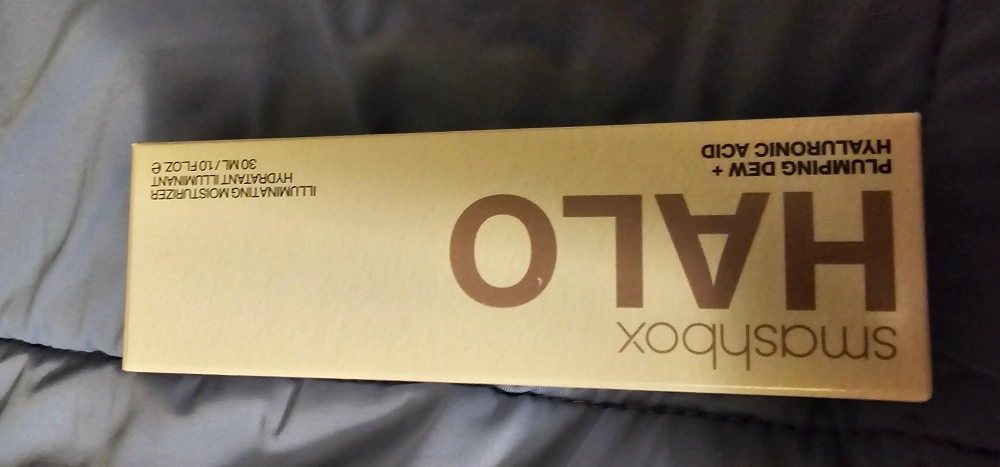 smashbox
HALO
PLUMPING DEW +
HYALURONIC ACID
ILLUMINATING MOISTURIZER
HYDRATANT ILLUMINANT
30 ML / 1.0 FL.OZ ℮